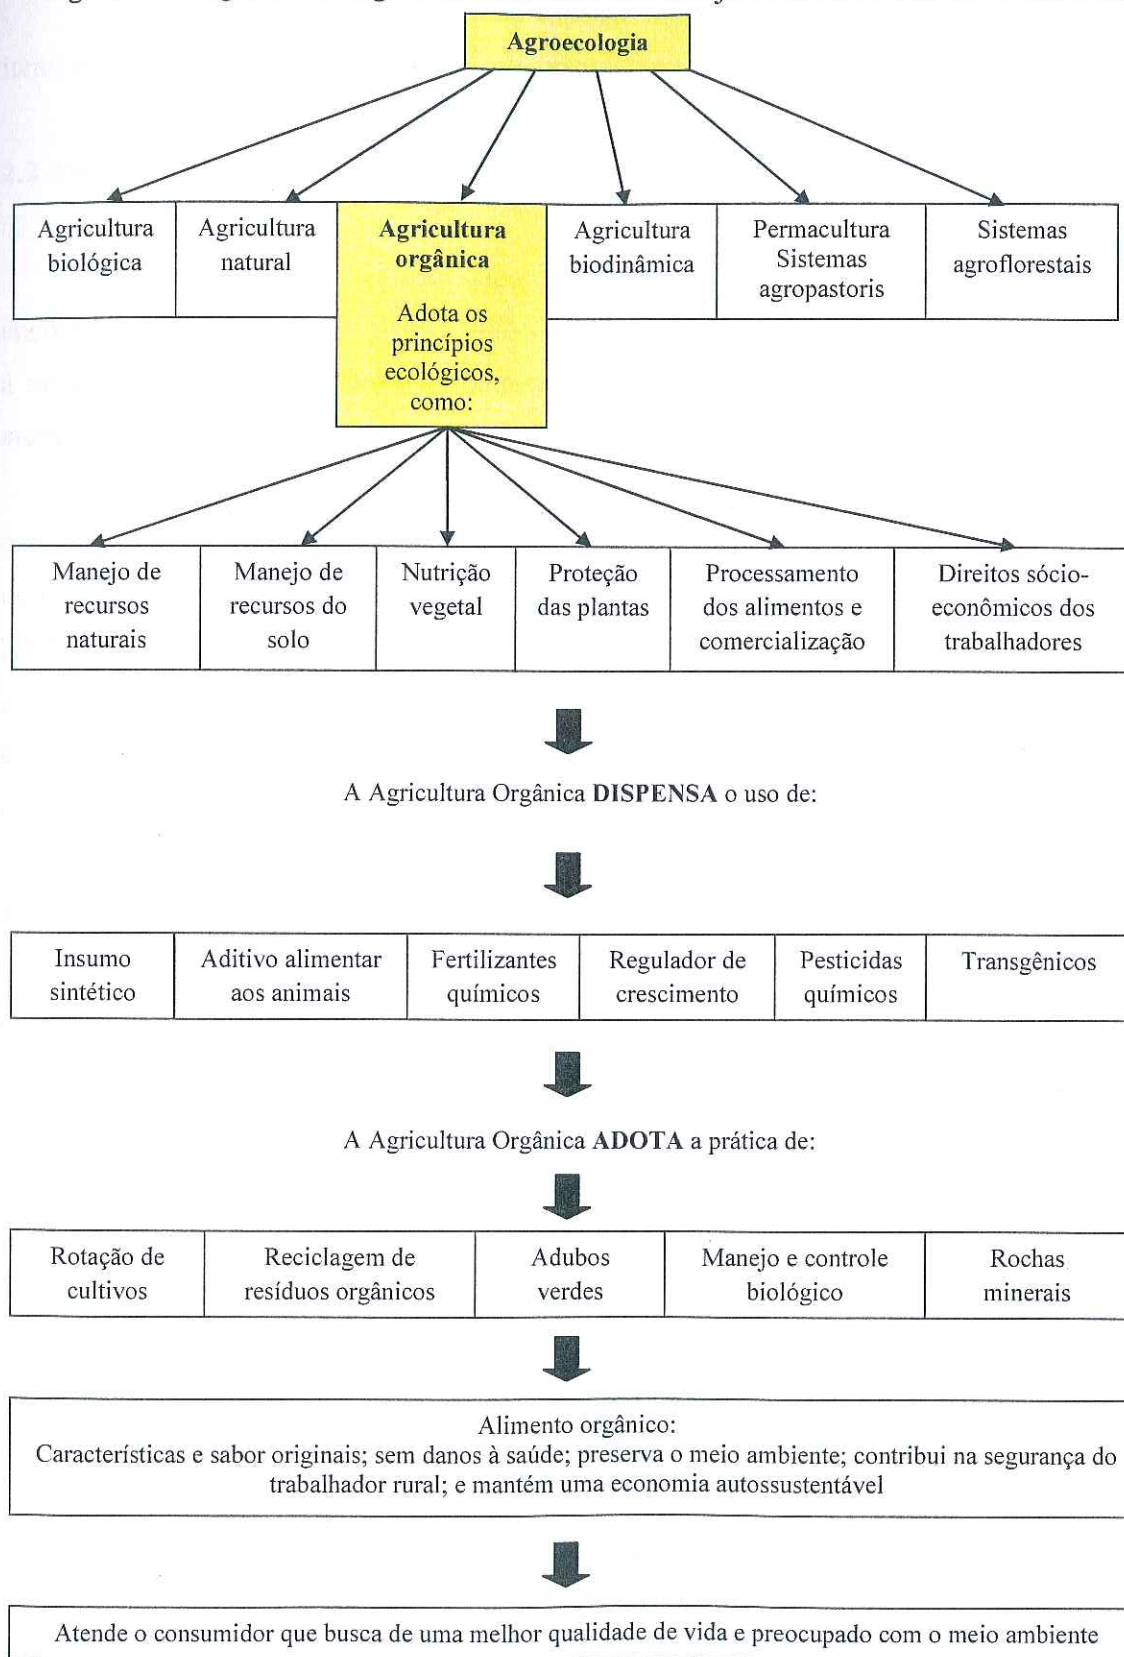 Agroecologia
Agricultura
biológica
Agricultura
natural
Agricultura
orgânica
Adota os
princípios
ecológicos,
como:
Agricultura
biodinâmica
Permacultura
Sistemas
agropastoris
Sistemas
agroflorestais
Manejo de
recursos
naturais
Manejo de
recursos do
solo
Nutrição
vegetal
Proteção
das plantas
Processamento
dos alimentos e
comercialização
Direitos sócio-
econômicos dos
trabalhadores
A Agricultura Orgânica DISPENSA o uso de:
Insumo
sintético
Aditivo alimentar
aos animais
Fertilizantes
químicos
Regulador de
crescimento
Pesticidas
químicos
Transgênicos
A Agricultura Orgânica ADOTA a prática de:
Rotação de
cultivos
Reciclagem de
resíduos orgânicos
Adubos
verdes
Manejo e controle
biológico
Rochas
minerais
Alimento orgânico:
Características e sabor originais; sem danos à saúde; preserva o meio ambiente; contribui na segurança do
trabalhador rural; e mantém uma economia autossustentável
Atende o consumidor que busca de uma melhor qualidade de vida e preocupado com o meio ambiente